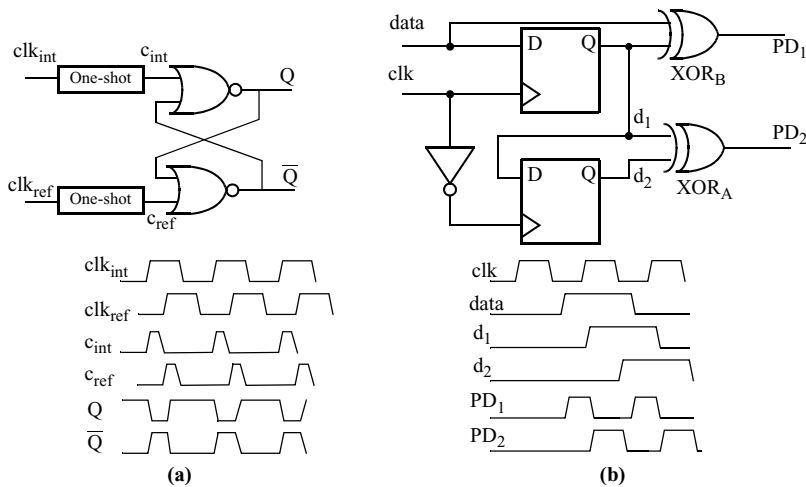 clk_int
One-shot
c_int
Q
Q̅
clk_ref
One-shot
c_ref
clk_int
clk_ref
c_int
c_ref
Q
Q̅
(a)
data
D
Q
PD_1
XOR_B
clk
d_1
PD_2
D
Q
d_2
XOR_A
clk
data
d_1
d_2
PD_1
PD_2
(b)